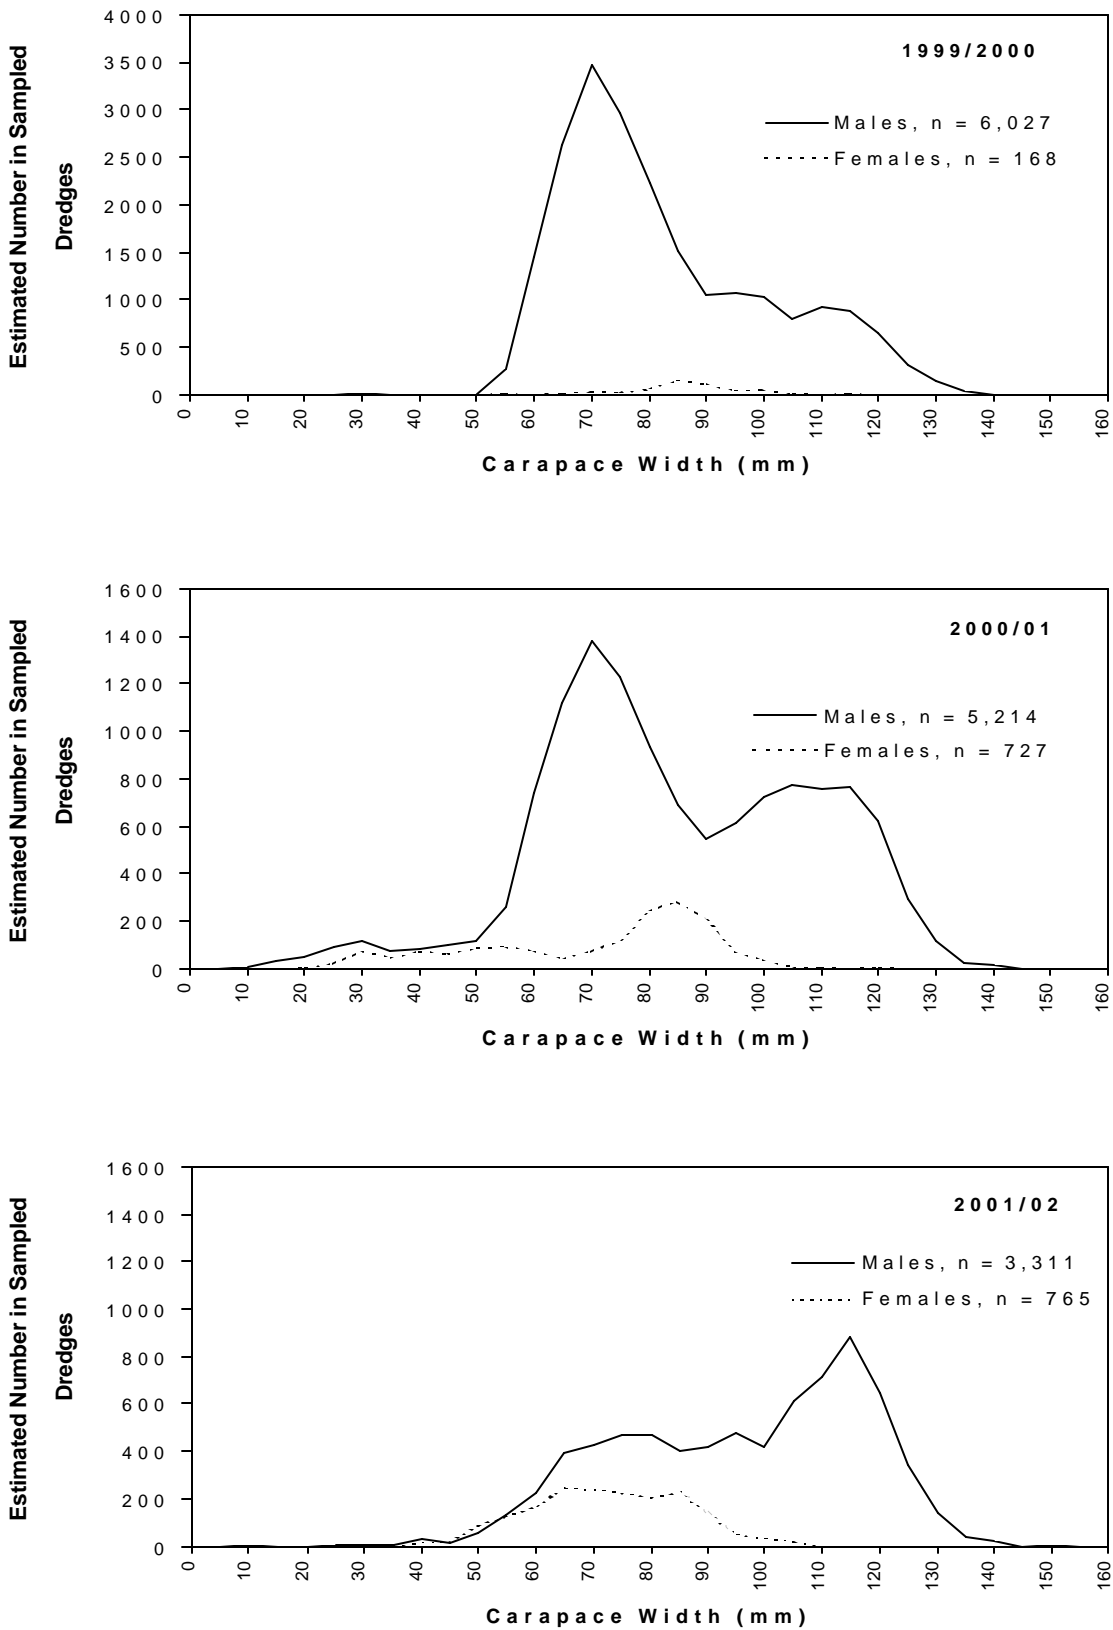 Estimated Number in Sampled
Dredges
4000
3500
3000
2500
2000
1500
1000
500
0
1999/2000
Males, n = 6,027
Females, n = 168
0 10 20 30 40 50 60 70 80 90 100 110 120 130 140 150 160
Carapace Width (mm)
Estimated Number in Sampled
Dredges
1600
1400
1200
1000
800
600
400
200
0
2000/01
Males, n = 5,214
Females, n = 727
0 10 20 30 40 50 60 70 80 90 100 110 120 130 140 150 160
Carapace Width (mm)
Estimated Number in Sampled
Dredges
1600
1400
1200
1000
800
600
400
200
0
2001/02
Males, n = 3,311
Females, n = 765
0 10 20 30 40 50 60 70 80 90 100 110 120 130 140 150 160
Carapace Width (mm)